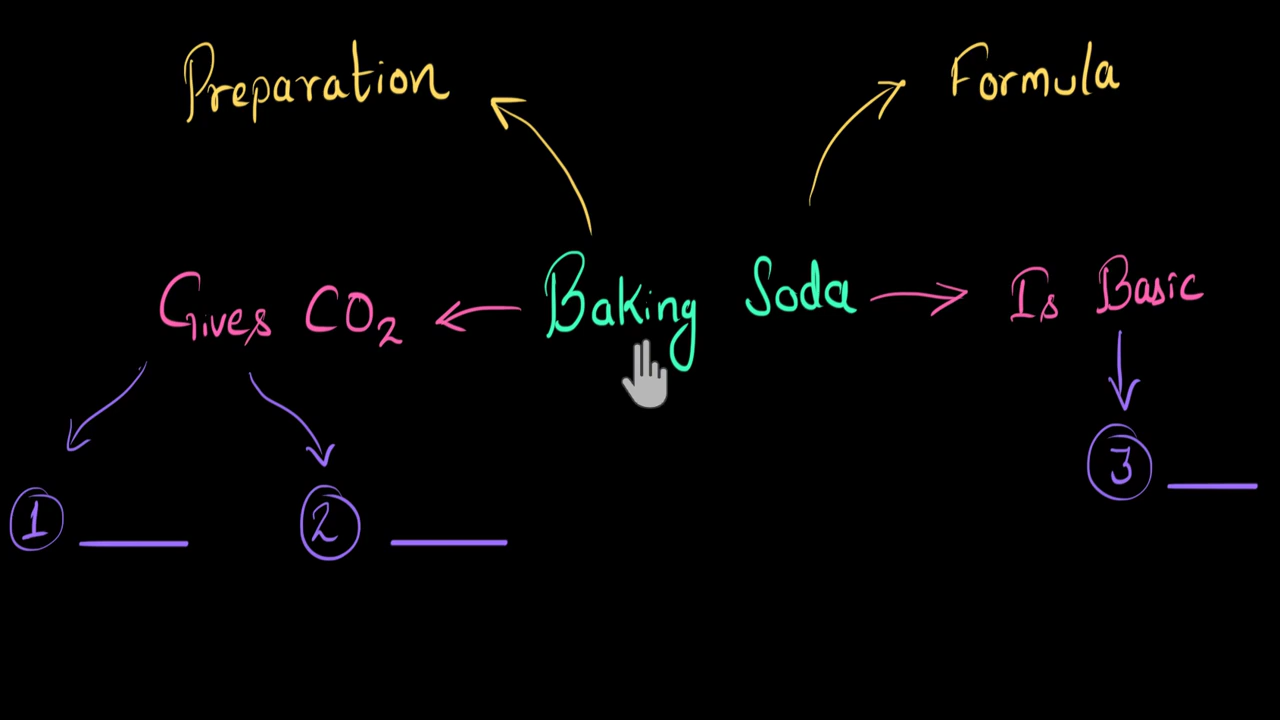 Preparation
Formula
Gives CO2
Baking Soda
Is Basic
1
2
3